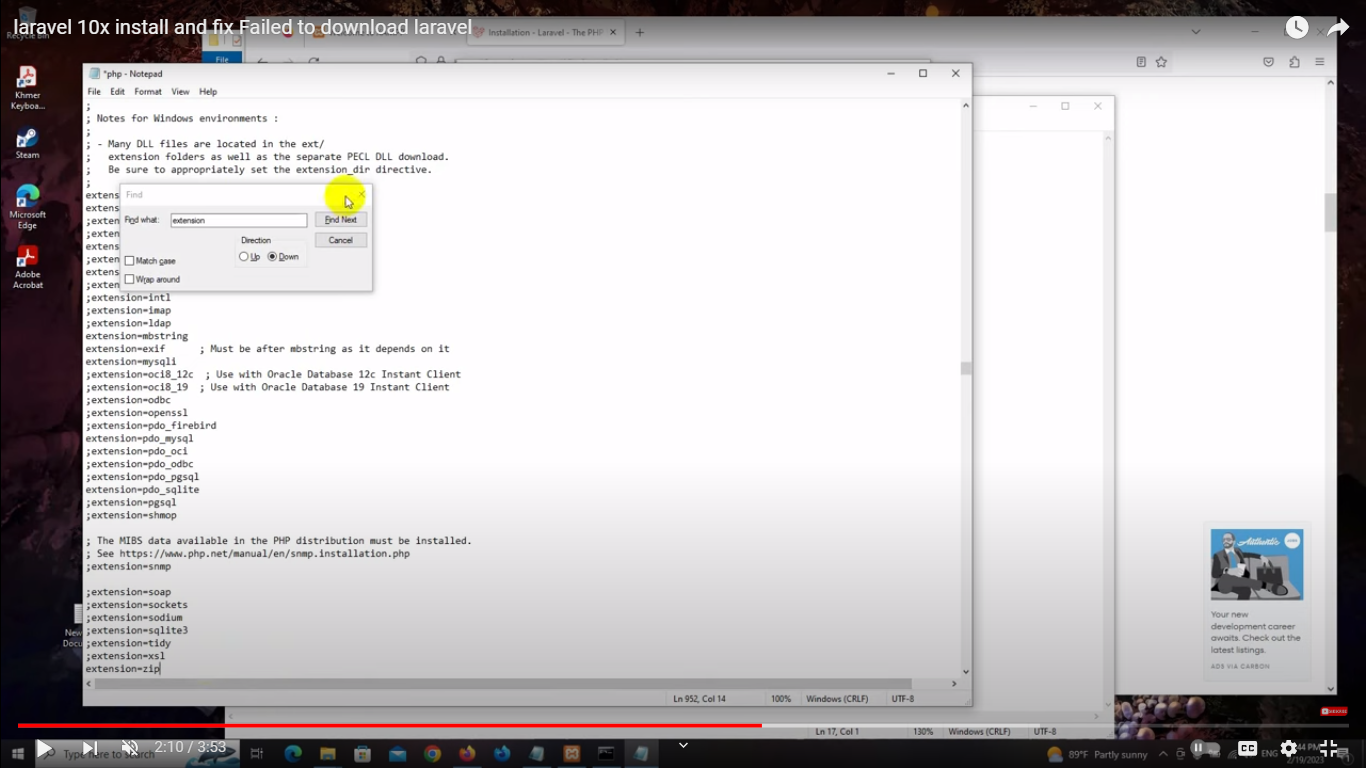 laravel 10x install and fix Failed to download laravel
Installation - Laravel - The PHP
File
Khmer
Keyboa...
Steam
Microsoft
Edge
Adobe
Acrobat
*php - Notepad
File Edit Format View Help
;
; Notes for Windows environments :
;
; - Many DLL files are located in the ext/
;   extension folders as well as the separate PECL DLL download.
;   Be sure to appropriately set the extension_dir directive.
;
extens
extens
;exten
;exten
extens
;exten
extens
;exten
Find
Find what: extension Find Next
Direction Cancel
Up Down
Match case
Wrap around
;extension=intl
;extension=imap
;extension=ldap
extension=mbstring
extension=exif      ; Must be after mbstring as it depends on it
extension=mysqli
;extension=oci8_12c  ; Use with Oracle Database 12c Instant Client
;extension=oci8_19  ; Use with Oracle Database 19 Instant Client
;extension=odbc
;extension=openssl
;extension=pdo_firebird
extension=pdo_mysql
;extension=pdo_oci
;extension=pdo_odbc
;extension=pdo_pgsql
extension=pdo_sqlite
;extension=pgsql
;extension=shmop
; The MIBS data available in the PHP distribution must be installed.
; See https://www.php.net/manual/en/snmp.installation.php
;extension=snmp
;extension=soap
;extension=sockets
;extension=sodium
;extension=sqlite3
;extension=tidy
;extension=xsl
extension=zip
New
Docu
Ln 952, Col 14 100% Windows (CRLF) UTF-8
Your new
development career
awaits. Check out the
latest listings.
ADS VIA CARBON
Ln 17, Col 1 130% Windows (CRLF) UTF-8
2:10 / 3:53
Type here to search
89°F Partly sunny
ENG
2/19/2023
CC